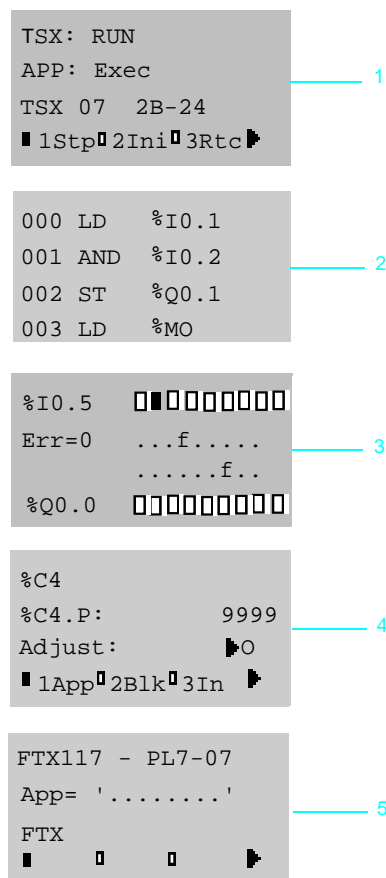 TSX: RUN
APP: Exec
TSX 07 2B-24
1Stp 2Ini 3Rtc
1
000 LD %I0.1
001 AND %I0.2
002 ST %Q0.1
003 LD %MO
2
%I0.5
Err=0 ...f.....
......f..
%Q0.0
3
%C4
%C4.P: 9999
Adjust: O
1App 2Blk 3In
4
FTX117 - PL7-07
App= '........'
FTX
5